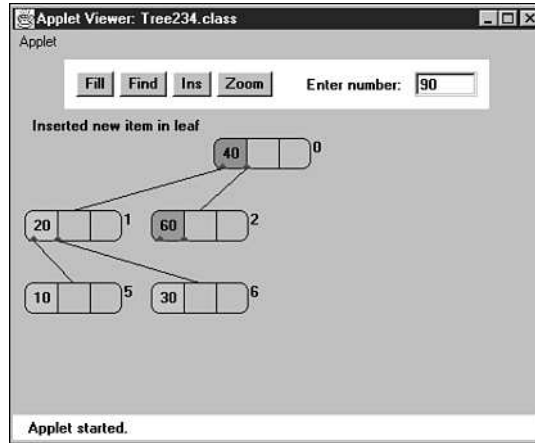 Applet Viewer: Tree234.class
Applet
Fill Find Ins Zoom Enter number: 90
Inserted new item in leaf
40 0
20 1 60 2
10 5 30 6
Applet started.